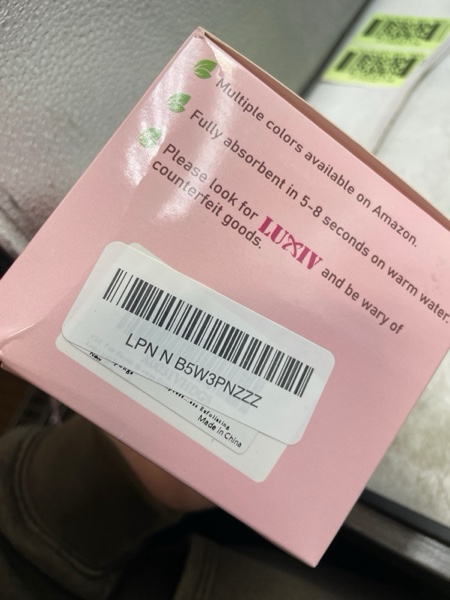 Multiple colors available on Amazon.
Fully absorbent in 5-8 seconds on warm water.
Please look for LUXIV and be wary of
counterfeit goods.
LPN N B5W3PNZZZ
Exfoliating
Made in China